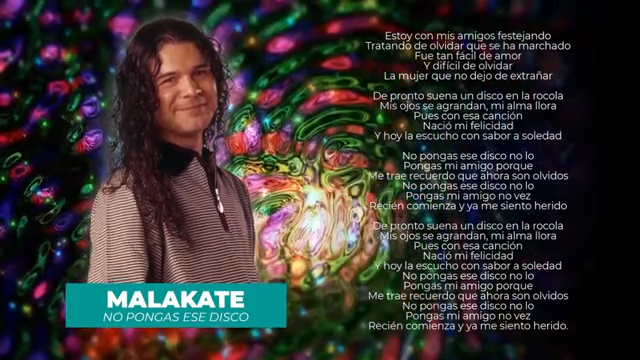 Estoy con mis amigos festejando
Tratando de olvidar que se ha marchado
Fue tan fácil de amor
Y difícil de olvidar
La mujer que no dejo de extrañar
De pronto suena un disco en la rocola
Mis ojos se agrandan, mi alma llora
Pues con esa canción
Nació mi felicidad
Y hoy la escucho con sabor a soledad
No pongas ese disco no lo
Pongas mi amigo porque
Me trae recuerdo que ahora son olvidos
No pongas ese disco no lo
Pongas mi amigo no vez
Recién comienza y ya me siento herido
De pronto suena un disco en la rocola
Mis ojos se agrandan, mi alma llora
Pues con esa canción
Nació mi felicidad
Y hoy la escucho con sabor a soledad
No pongas ese disco no lo
Pongas mi amigo porque
Me trae recuerdo que ahora son olvidos
No pongas ese disco no lo
Pongas mi amigo no vez
Recién comienza y ya me siento herido.
MALAKATE
NO PONGAS ESE DISCO